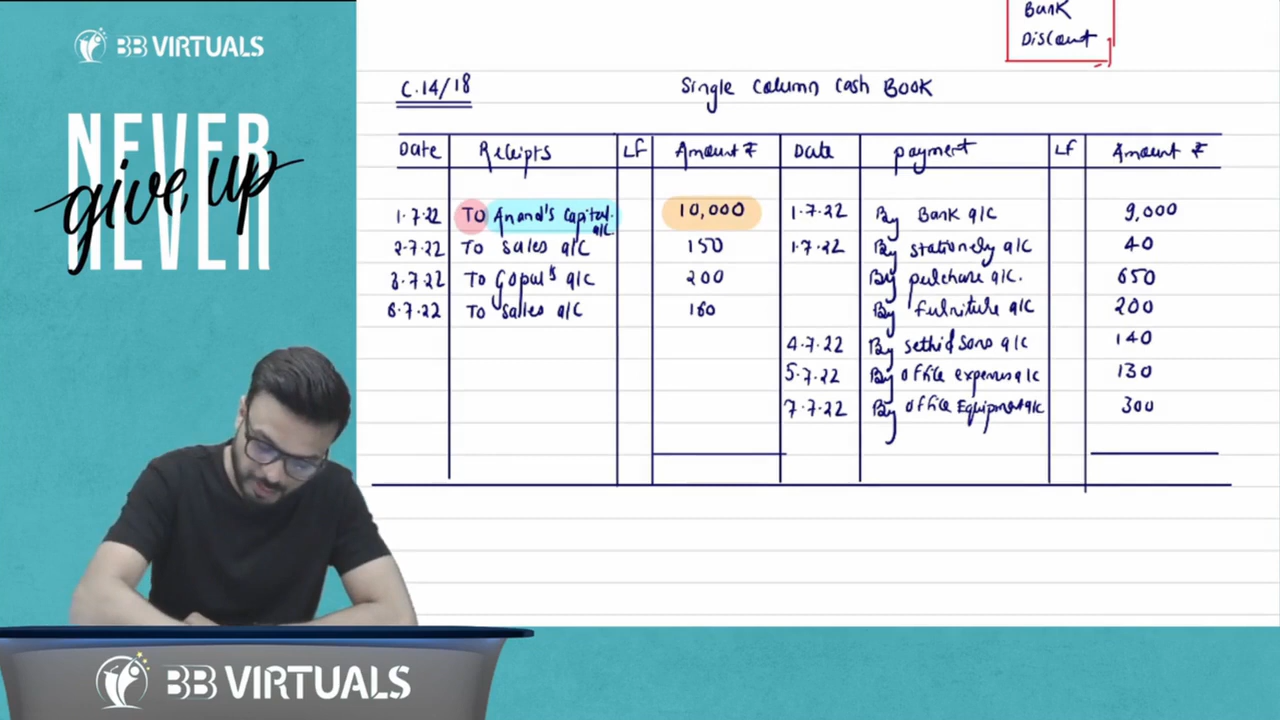 BB VIRTUALS
NEVER
give up
NEVER
Bank
Discount
C.14/18
Single Column Cash Book
Date Receipts LF Amount ₹ Date payment LF Amount ₹
1.7.22 To Anand's Capital a/c. 10,000 1.7.22 By Bank a/c 9,000
2.7.22 To Sales a/c 150 1.7.22 By Stationery a/c 40
3.7.22 To Gopal's a/c 200 By purchase a/c. 650
6.7.22 To Sales a/c 160 By furniture a/c 200
4.7.22 By Sethi & Sons a/c 140
5.7.22 By office expenses a/c 130
7.7.22 By office Equipment a/c 300
BB VIRTUALS